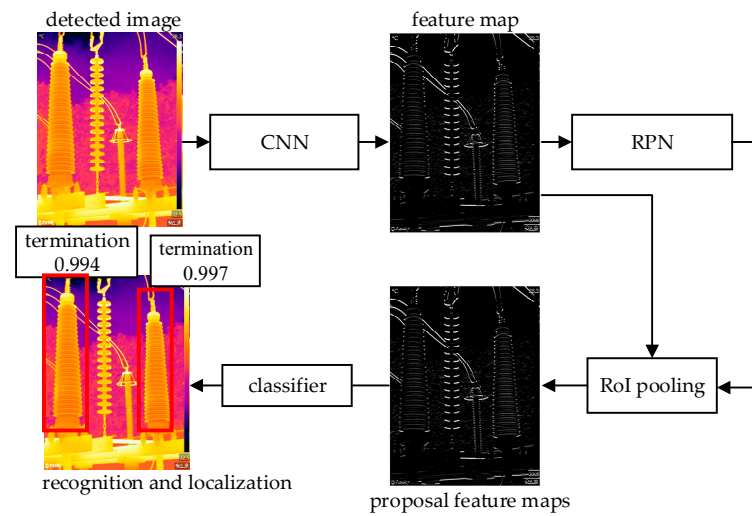 detected image
feature map
CNN
RPN
termination
0.994
termination
0.997
RoI pooling
classifier
recognition and localization
proposal feature maps